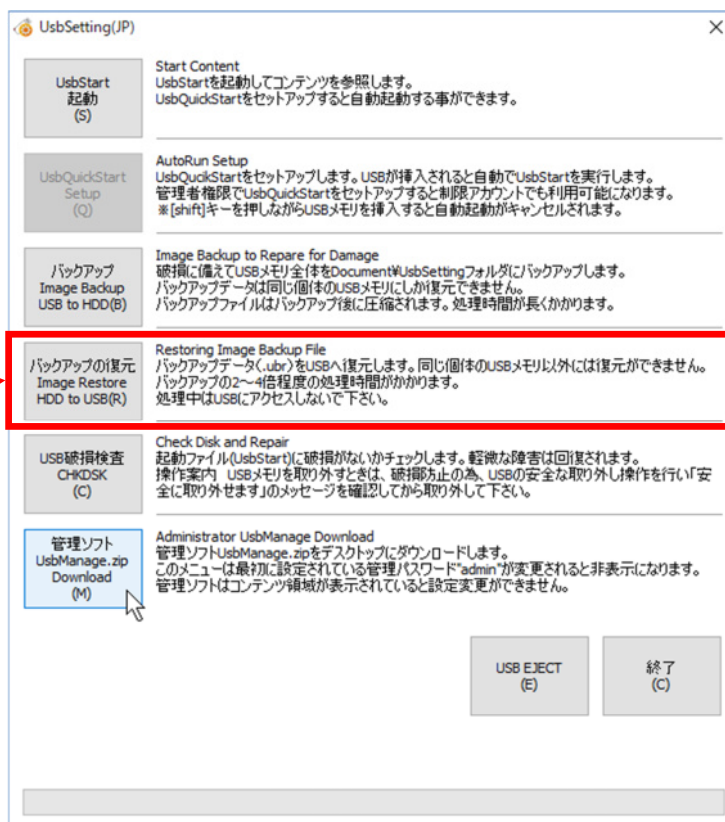 UsbSetting(JP)
UsbStart
起動
(S)
Start Content
UsbStartを起動してコンテンツを参照します。
UsbQuickStartをセットアップすると自動起動する事ができます。
UsbQuickStart
Setup
(Q)
AutoRun Setup
UsbQucikStartをセットアップします。USBが挿入されると自動でUsbStartを実行します。
管理者権限でUsbQuickStartをセットアップすると制限アカウントでも利用可能になります。
※[shift]キーを押しながらUSBメモリを挿入すると自動起動がキャンセルされます。
バックアップ
Image Backup
USB to HDD(B)
Image Backup to Repare for Damage
破損に備えてUSBメモリ全体をDocument¥UsbSettingフォルダにバックアップします。
バックアップデータは同じ個体のUSBメモリにしか復元できません。
バックアップファイルはバックアップ後に圧縮されます。処理時間が長くかかります。
バックアップの復元
Image Restore
HDD to USB(R)
Restoring Image Backup File
バックアップデータ(.ubr)をUSBへ復元します。同じ個体のUSBメモリ以外には復元ができません。
バックアップの2～4倍程度の処理時間がかかります。
処理中はUSBにアクセスしないで下さい。
USB破損検査
CHKDSK
(C)
Check Disk and Repair
起動ファイル(UsbStart)に破損がないかチェックします。軽微な障害は回復されます。
操作案内　USBメモリを取り外すときは、破損防止の為、USBの安全な取り外し操作を行い「安
全に取り外せます」のメッセージを確認してから取り外して下さい。
管理ソフト
UsbManage.zip
Download
(M)
Administrator UsbManage Download
管理ソフトUsbManage.zipをデスクトップにダウンロードします。
このメニューは最初に設定されている管理パスワード"admin"が変更されると非表示になります。
管理ソフトはコンテンツ領域が表示されていると設定変更ができません。
USB EJECT
(E)
終了
(C)